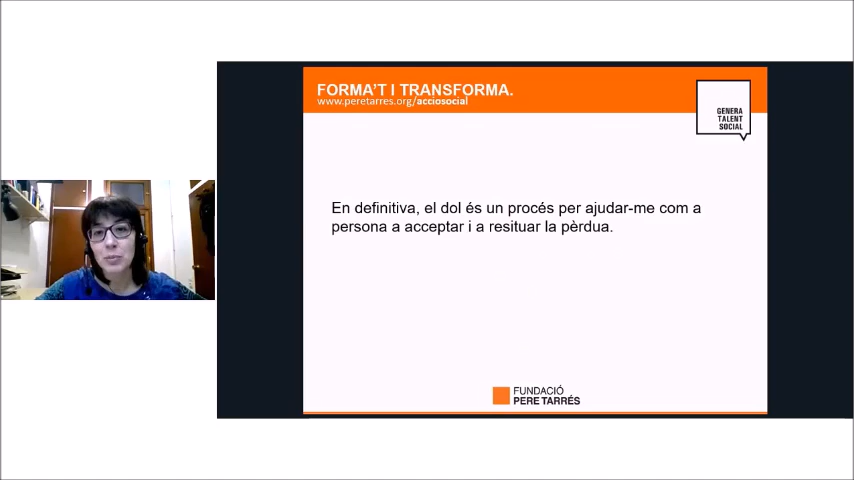 FORMA'T I TRANSFORMA.
www.peretarres.org/acciosocial
GENERA
TALENT
SOCIAL
En definitiva, el dol és un procés per ajudar-me com a
persona a acceptar i a resituar la pèrdua.
FUNDACIÓ
PERE TARRÉS